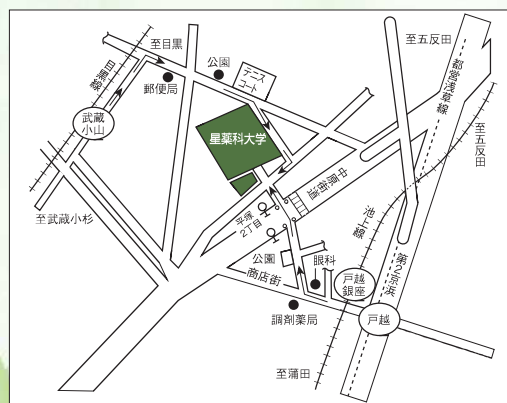 至目黒
公園
至五反田
目黒線
郵便局
テニス
コート
都営浅草線
武蔵
小山
星薬科大学
至五反田
中原街道
至武蔵小杉
平塚
2丁目
池上線
公園
眼科
商店街
戸越
銀座
第2京浜
調剤薬局
戸越
至蒲田